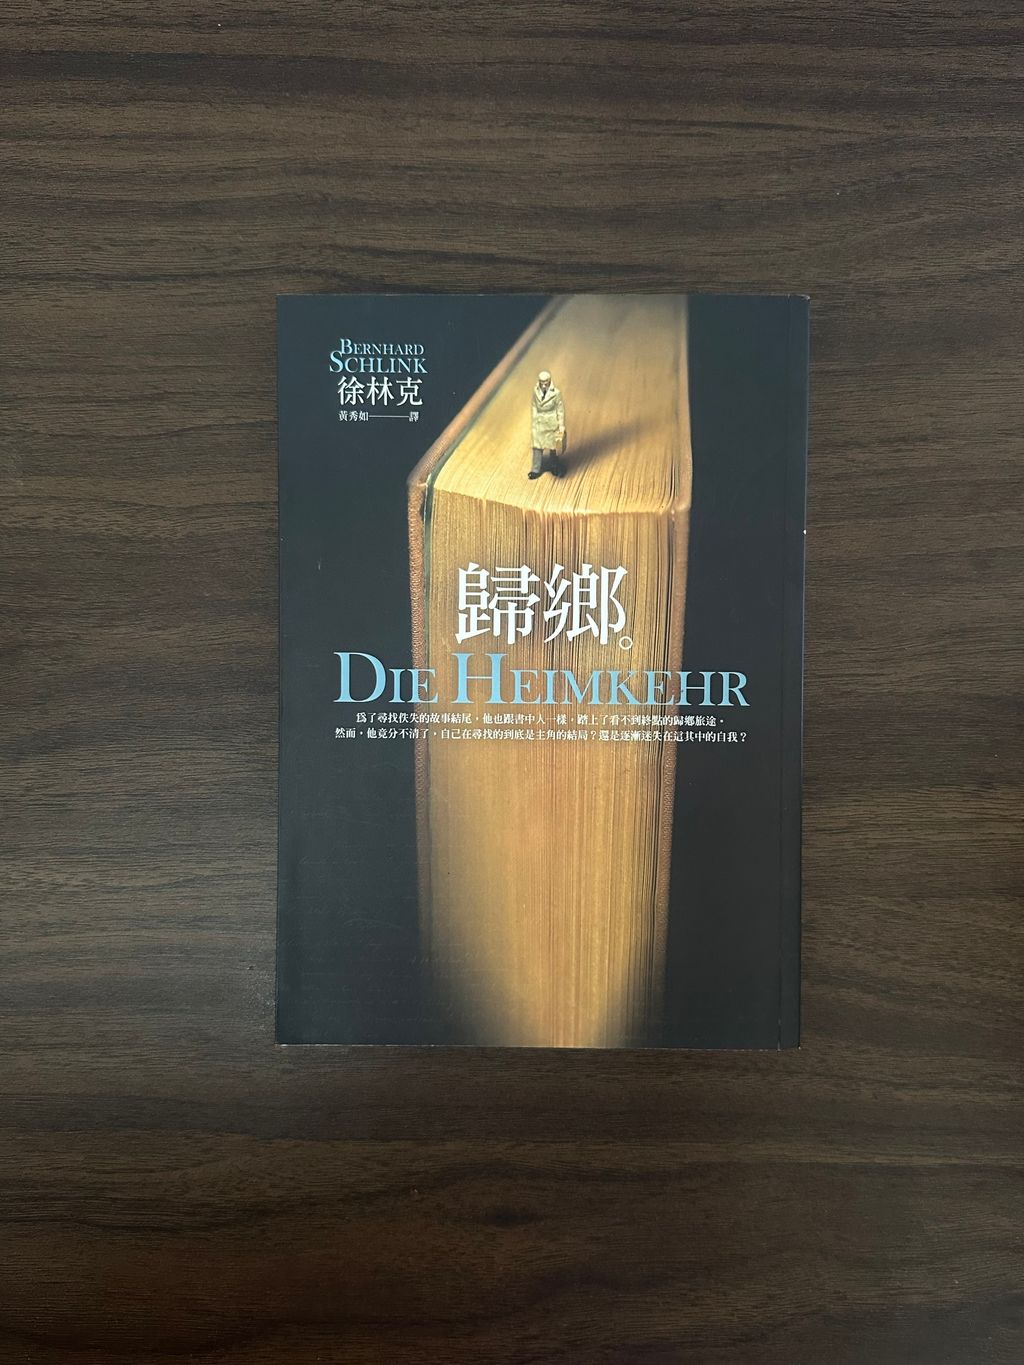 BERNHARD
SCHLINK
徐林克
黃秀如——譯
歸鄉。
DIE HEIMKEHR
為了尋找佚失的故事結尾，他也跟書中人一樣，踏上了看不到終點的歸鄉旅途。
然而，他竟分不清了，自己在尋找的到底是主角的結局？還是逐漸迷失在這其中的自我？